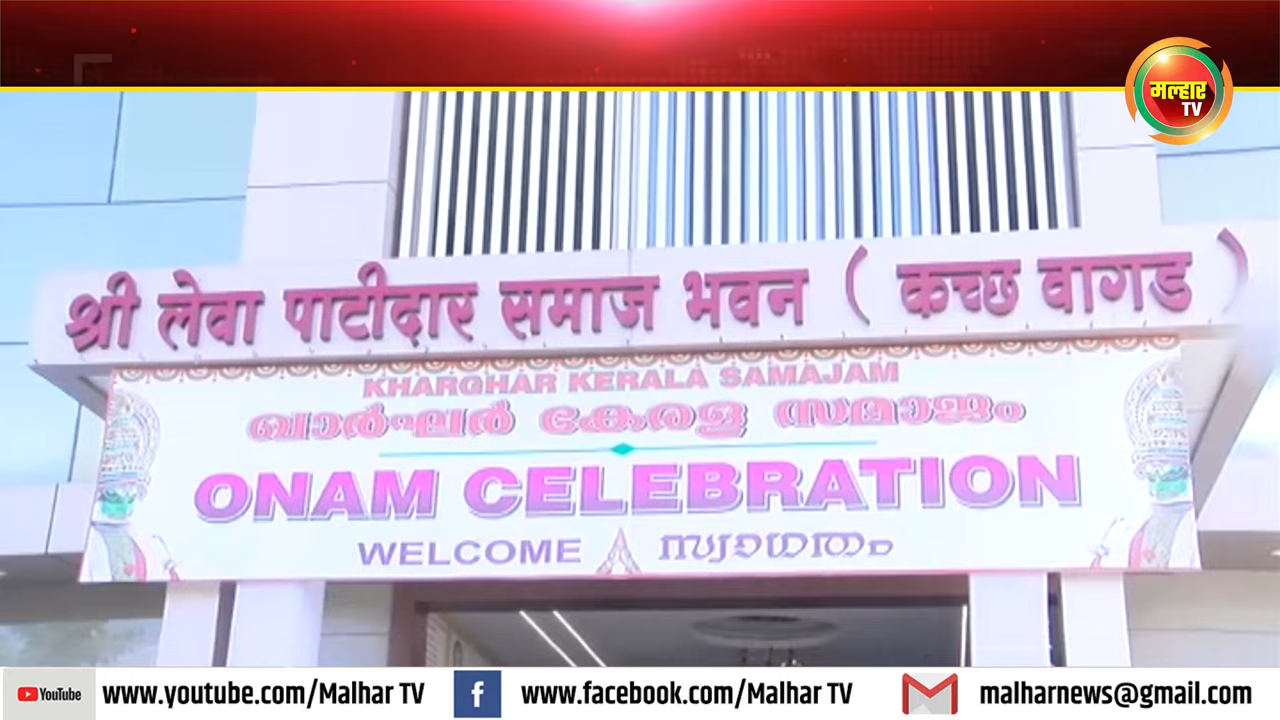 मल्हार
TV
श्री लेवा पाटीदार समाज भवन ( कच्छ वागड )
KHARGHAR KERALA SAMAJAM
ഖാർഘർ കേരള സമാജം
ONAM CELEBRATION
WELCOME സ്വാഗതം
YouTube www.youtube.com/Malhar TV f www.facebook.com/Malhar TV malharnews@gmail.com